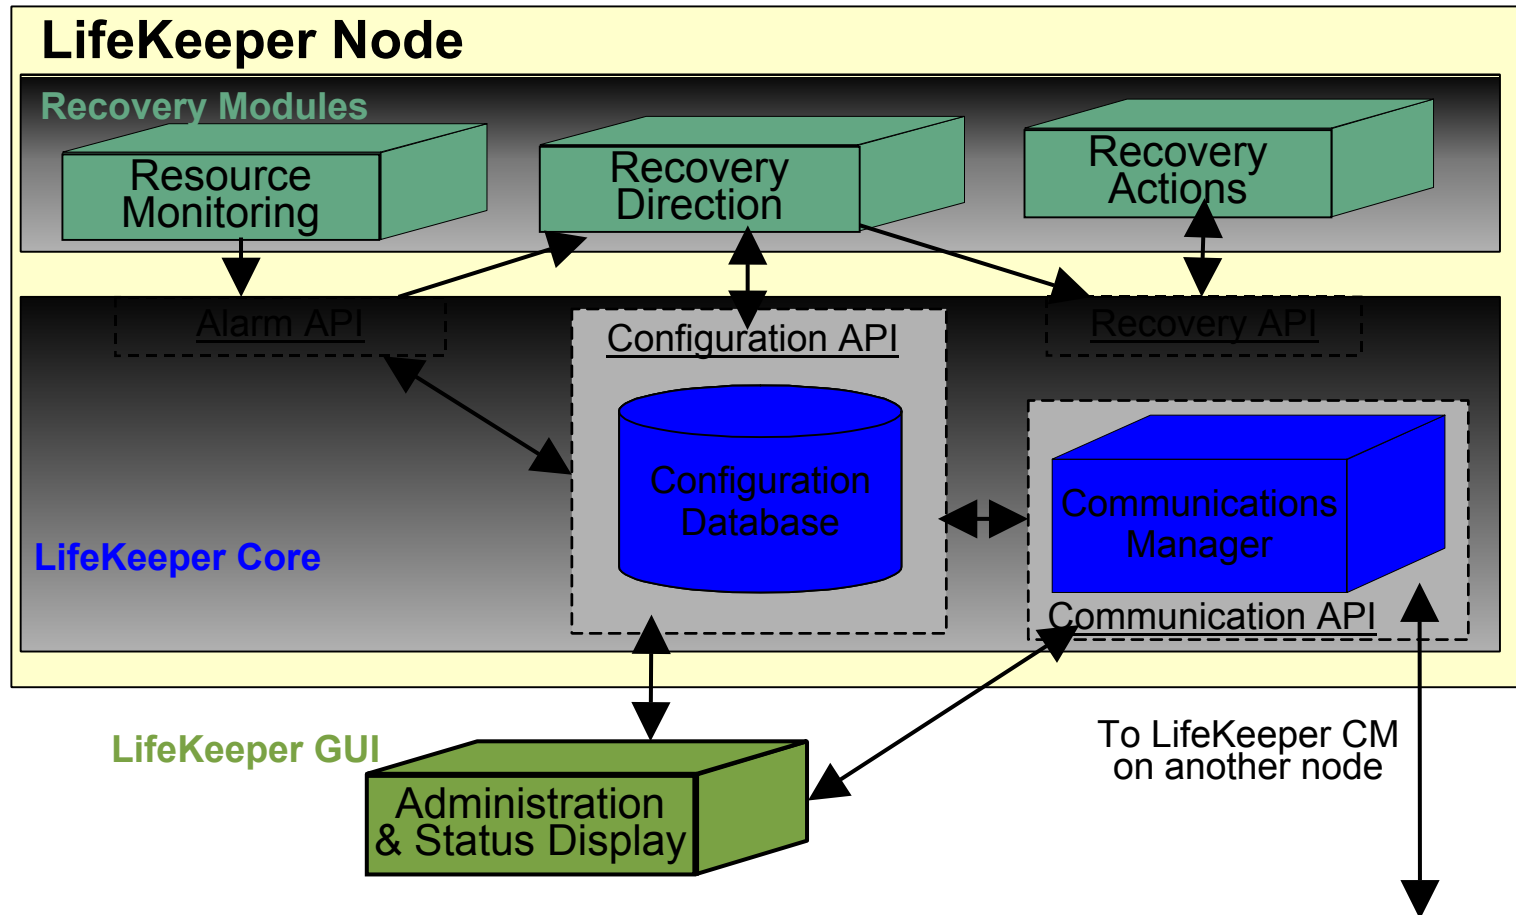 LifeKeeper Node
Recovery Modules
Resource
Monitoring
Recovery
Direction
Recovery
Actions
Alarm API
Configuration API
Recovery API
Configuration
Database
Communications
Manager
LifeKeeper Core
Communication API
LifeKeeper GUI
Administration
& Status Display
To LifeKeeper CM
on another node